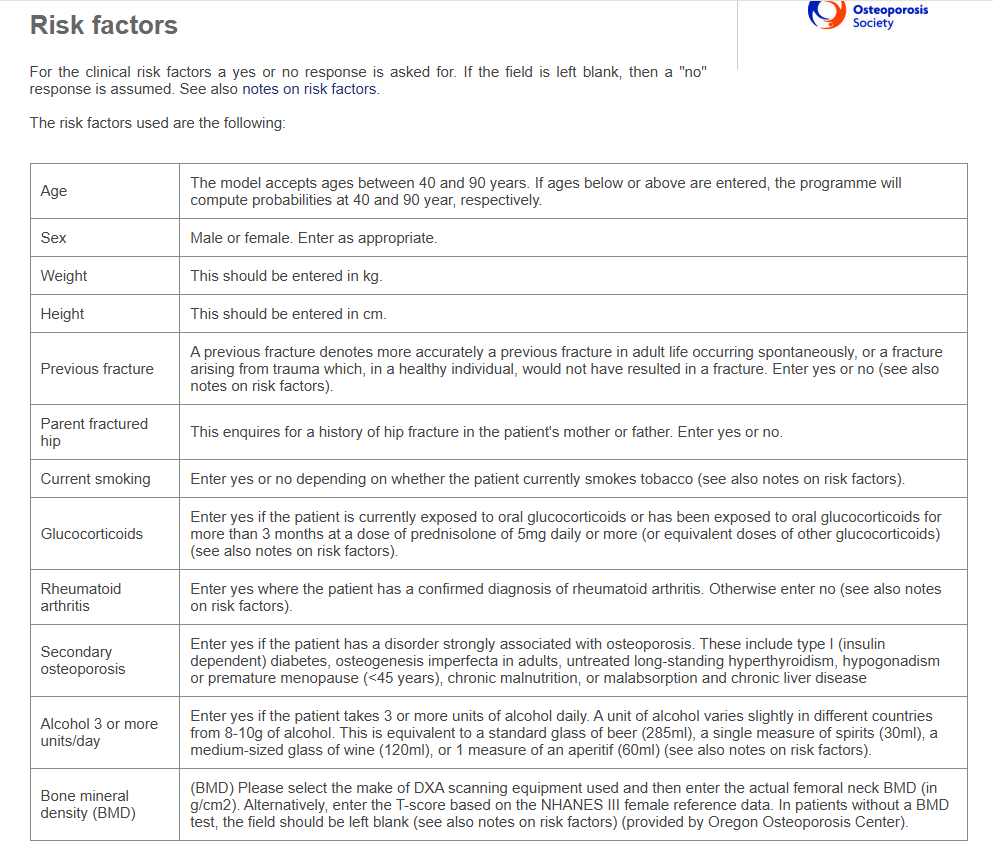 Risk factors
Osteoporosis
Society
For the clinical risk factors a yes or no response is asked for. If the field is left blank, then a "no"
response is assumed. See also notes on risk factors.
The risk factors used are the following:
Age
The model accepts ages between 40 and 90 years. If ages below or above are entered, the programme will
compute probabilities at 40 and 90 year, respectively.
Sex
Male or female. Enter as appropriate.
Weight
This should be entered in kg.
Height
This should be entered in cm.
Previous fracture
A previous fracture denotes more accurately a previous fracture in adult life occurring spontaneously, or a fracture
arising from trauma which, in a healthy individual, would not have resulted in a fracture. Enter yes or no (see also
notes on risk factors).
Parent fractured
hip
This enquires for a history of hip fracture in the patient's mother or father. Enter yes or no.
Current smoking
Enter yes or no depending on whether the patient currently smokes tobacco (see also notes on risk factors).
Glucocorticoids
Enter yes if the patient is currently exposed to oral glucocorticoids or has been exposed to oral glucocorticoids for
more than 3 months at a dose of prednisolone of 5mg daily or more (or equivalent doses of other glucocorticoids)
(see also notes on risk factors).
Rheumatoid
arthritis
Enter yes where the patient has a confirmed diagnosis of rheumatoid arthritis. Otherwise enter no (see also notes
on risk factors).
Secondary
osteoporosis
Enter yes if the patient has a disorder strongly associated with osteoporosis. These include type I (insulin
dependent) diabetes, osteogenesis imperfecta in adults, untreated long-standing hyperthyroidism, hypogonadism
or premature menopause (<45 years), chronic malnutrition, or malabsorption and chronic liver disease
Alcohol 3 or more
units/day
Enter yes if the patient takes 3 or more units of alcohol daily. A unit of alcohol varies slightly in different countries
from 8-10g of alcohol. This is equivalent to a standard glass of beer (285ml), a single measure of spirits (30ml), a
medium-sized glass of wine (120ml), or 1 measure of an aperitif (60ml) (see also notes on risk factors).
Bone mineral
density (BMD)
(BMD) Please select the make of DXA scanning equipment used and then enter the actual femoral neck BMD (in
g/cm2). Alternatively, enter the T-score based on the NHANES III female reference data. In patients without a BMD
test, the field should be left blank (see also notes on risk factors) (provided by Oregon Osteoporosis Center).